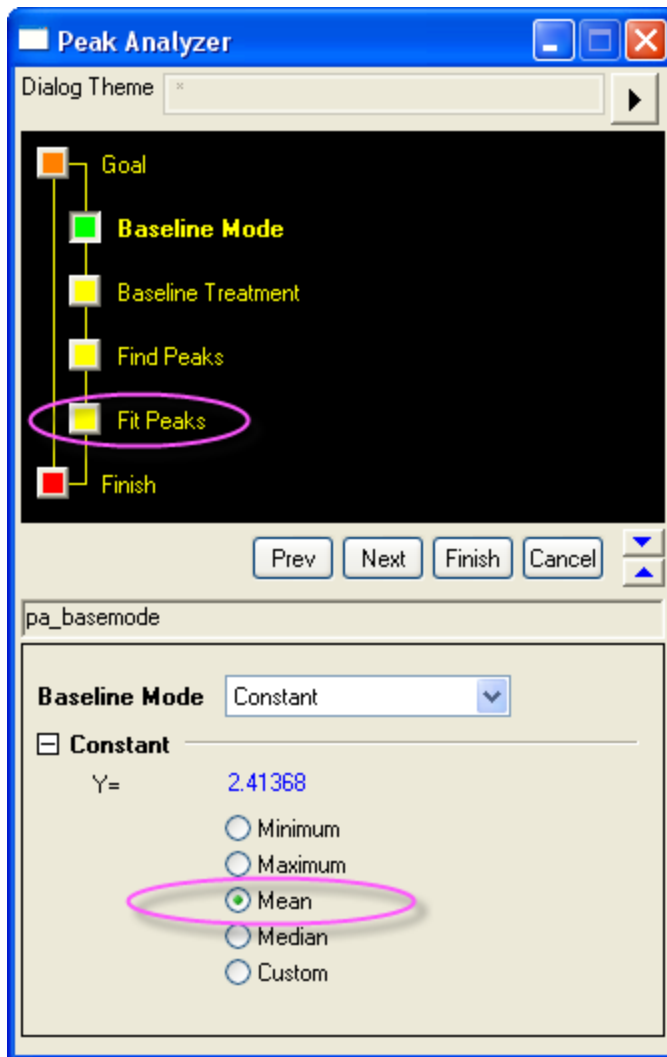 Peak Analyzer
Dialog Theme *
Goal
Baseline Mode
Baseline Treatment
Find Peaks
Fit Peaks
Finish
Prev Next Finish Cancel
pa_basemode
Baseline Mode Constant
Constant
Y= 2.41368
Minimum
Maximum
Mean
Median
Custom